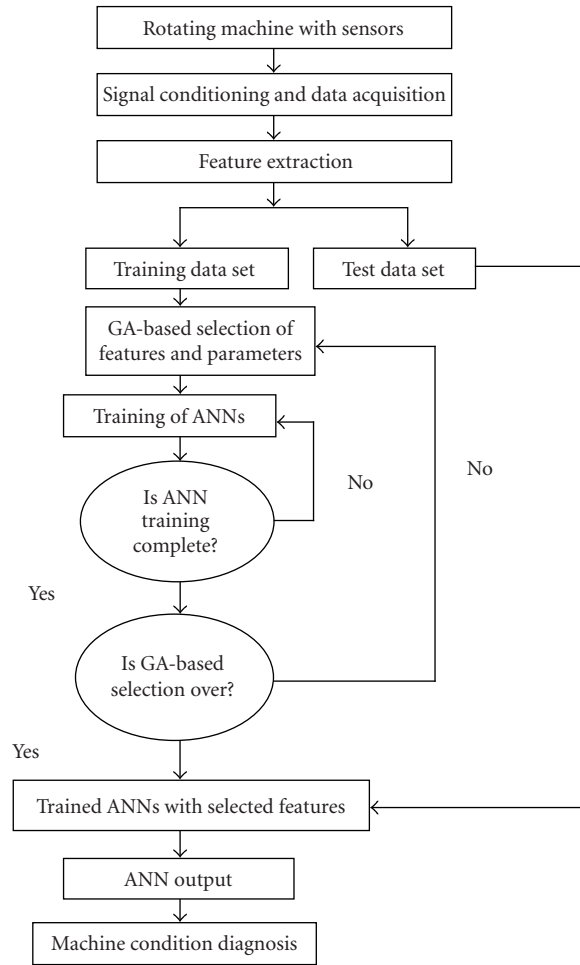 Rotating machine with sensors
Signal conditioning and data acquisition
Feature extraction
Training data set
Test data set
GA-based selection of
features and parameters
Training of ANNs
No
No
Is ANN
training
complete?
Yes
Is GA-based
selection over?
Yes
Trained ANNs with selected features
ANN output
Machine condition diagnosis